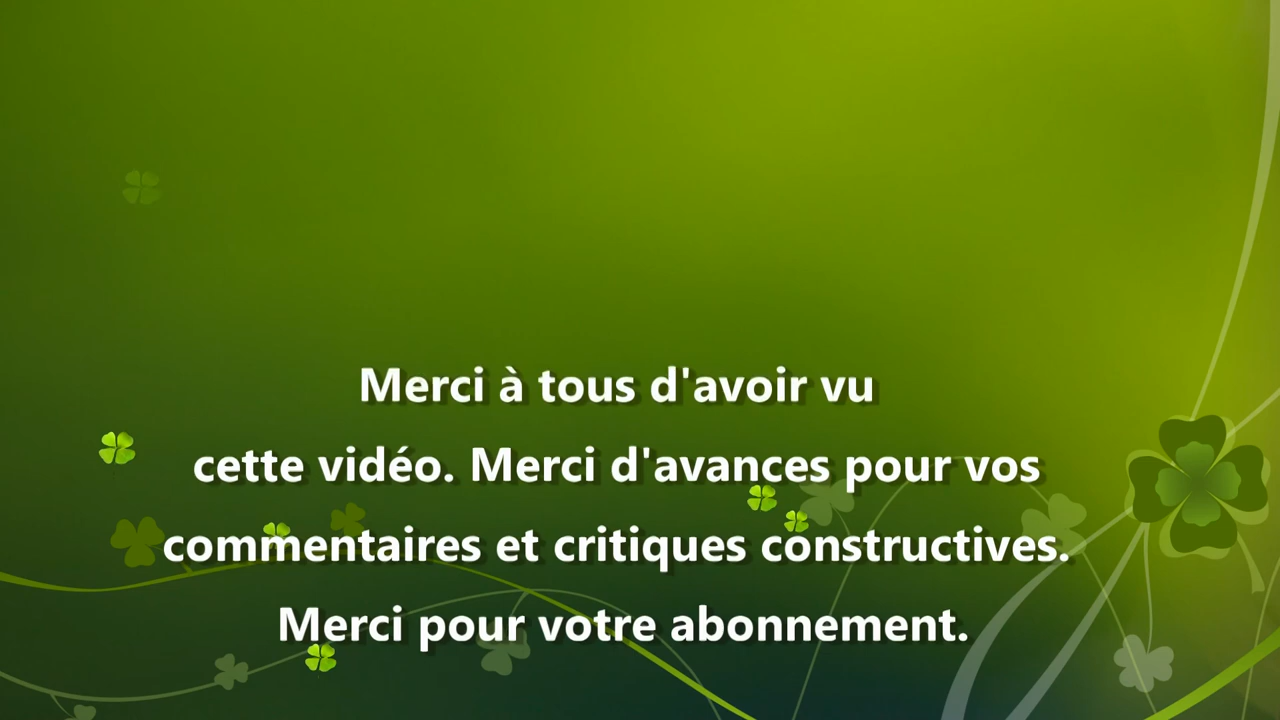 Merci à tous d'avoir vu
cette vidéo. Merci d'avances pour vos
commentaires et critiques constructives.
Merci pour votre abonnement.